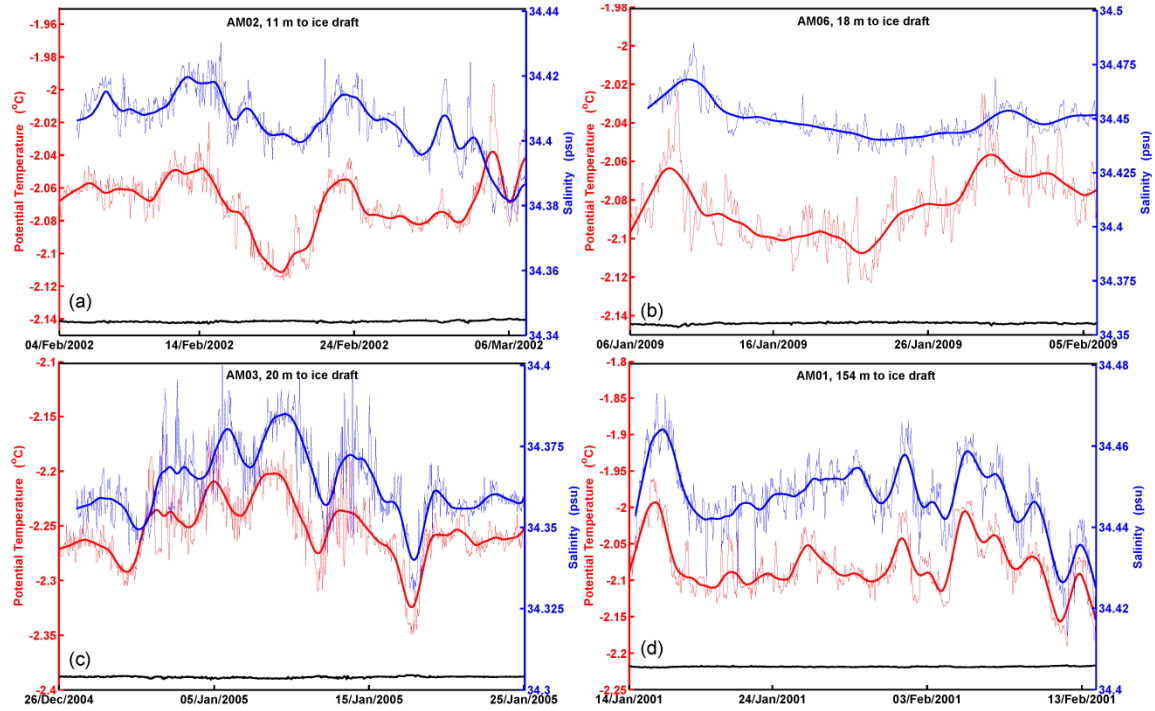 AM02, 11 m to ice draft
-1.96
-1.98
-2
-2.02
-2.04
-2.06
-2.08
-2.1
-2.12
-2.14
Potential Temperature (°C)
34.44
34.42
34.4
34.38
34.36
34.34
Salinity (psu)
(a)
04/Feb/2002 14/Feb/2002 24/Feb/2002 06/Mar/2002
AM06, 18 m to ice draft
-1.98
-2
-2.02
-2.04
-2.06
-2.08
-2.1
-2.12
-2.14
Potential Temperature (°C)
34.5
34.475
34.45
34.425
34.4
34.375
34.35
Salinity (psu)
(b)
06/Jan/2009 16/Jan/2009 26/Jan/2009 05/Feb/2009
AM03, 20 m to ice draft
-2.1
-2.15
-2.2
-2.25
-2.3
-2.35
-2.4
Potential Temperature (°C)
34.4
34.375
34.35
34.325
34.3
Salinity (psu)
(c)
26/Dec/2004 05/Jan/2005 15/Jan/2005 25/Jan/2005
AM01, 154 m to ice draft
-1.8
-1.85
-1.9
-1.95
-2
-2.05
-2.1
-2.15
-2.2
-2.25
Potential Temperature (°C)
34.48
34.46
34.44
34.42
34.4
Salinity (psu)
(d)
14/Jan/2001 24/Jan/2001 03/Feb/2001 13/Feb/2001